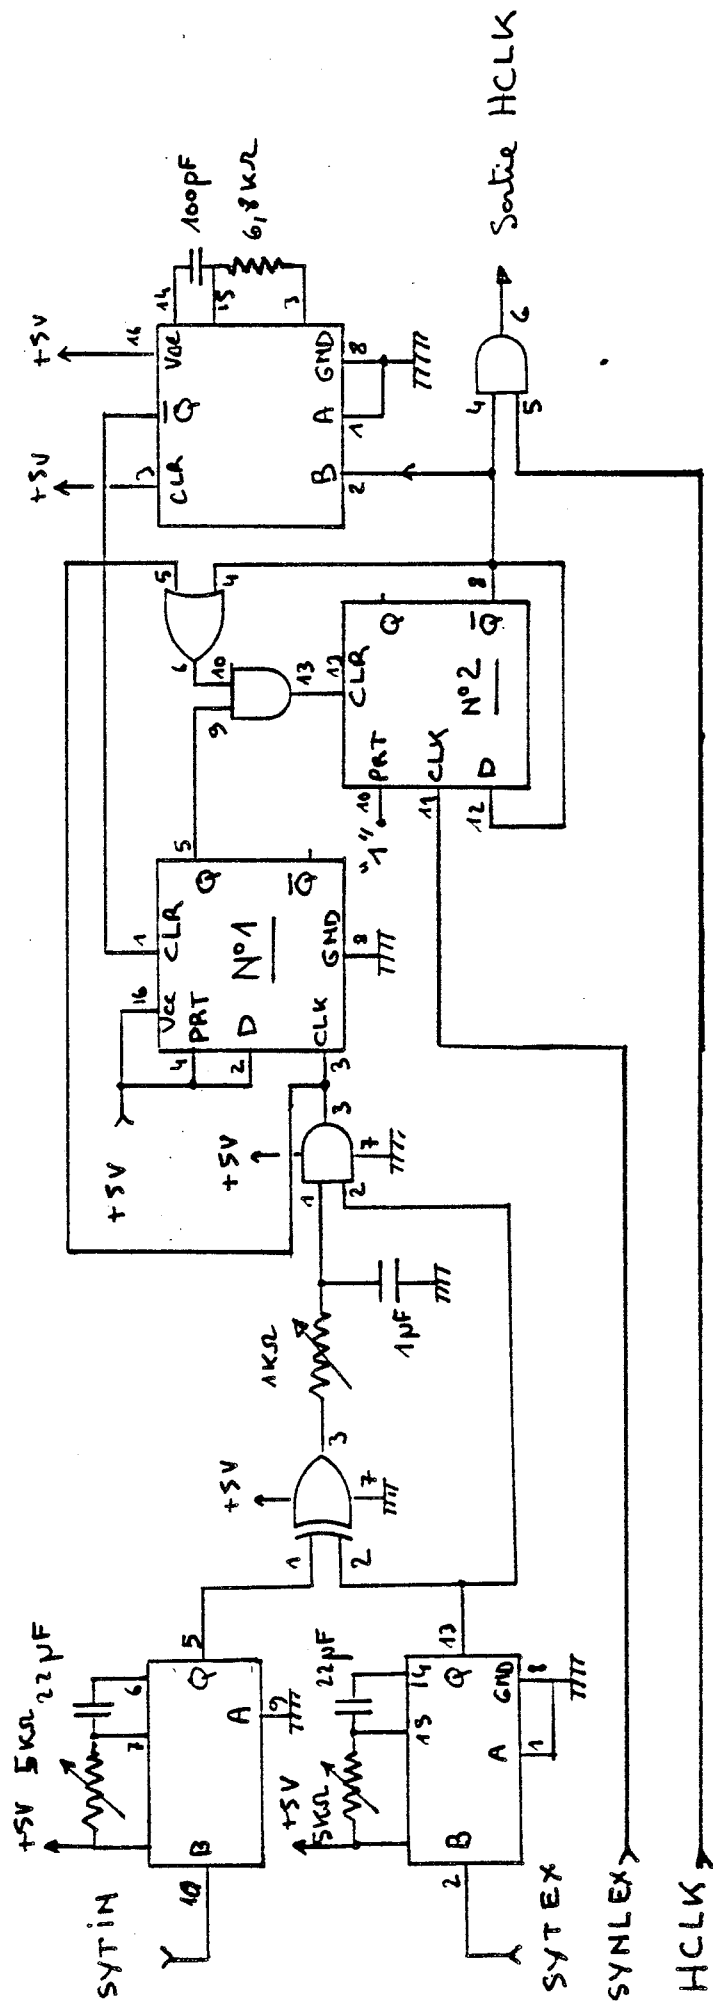 SYTIN
10
B
+5V
5KΩ
22µF
7
6
Q
5
A
9
SYTEX
2
B
+5V
5KΩ
22µF
15
14
Q
13
A
1
GND
8
SYNLEX
HCLK
1
2
+5V
3
7
1KΩ
1µF
1
2
+5V
3
7
+5V
16
Vcc
4
PRT
2
D
3
CLK
1
CLR
N°1
GND
8
Q
Q
5
9
10
6
5
4
13
"1"
10
PRT
11
CLK
12
D
CLR
N°2
Q
Q
8
+5V
3
CLR
Q
+5V
16
Vcc
14
100pF
15
6,8KΩ
3
B
2
A
1
GND
8
4
5
6
Sortie HCLK